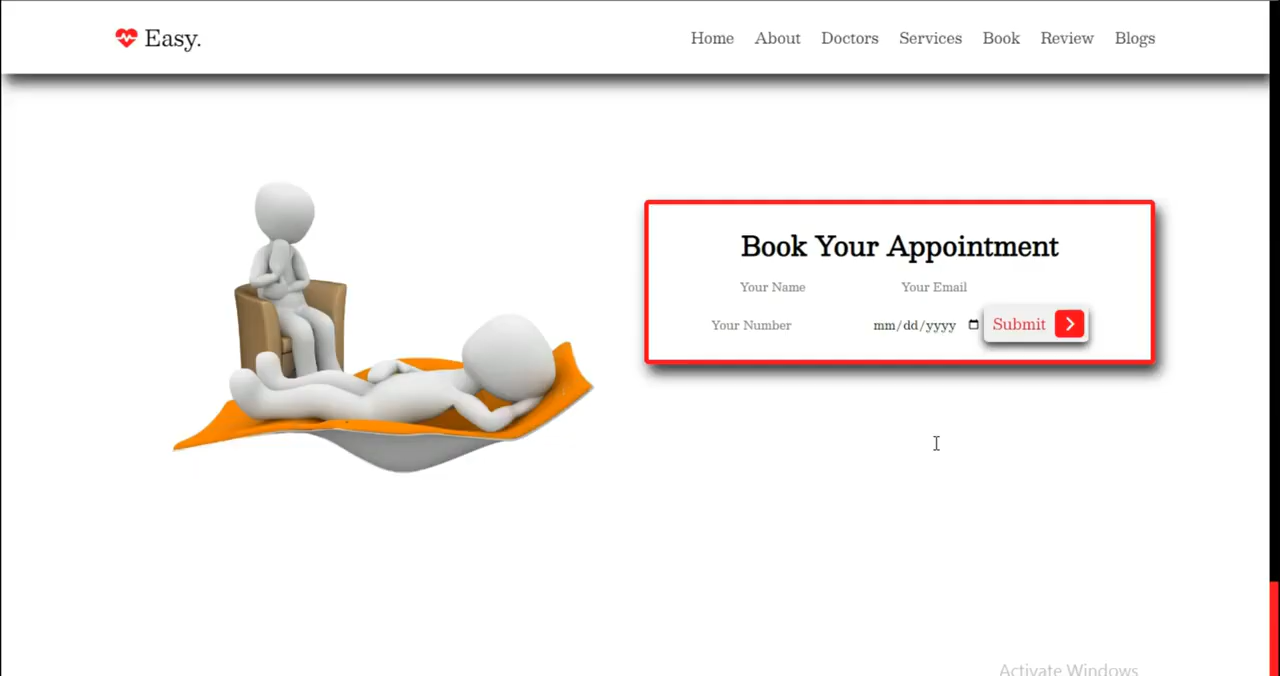 Easy.
Home About Doctors Services Book Review Blogs
Book Your Appointment
Your Name Your Email
Your Number mm/dd/yyyy Submit
Activate Windows